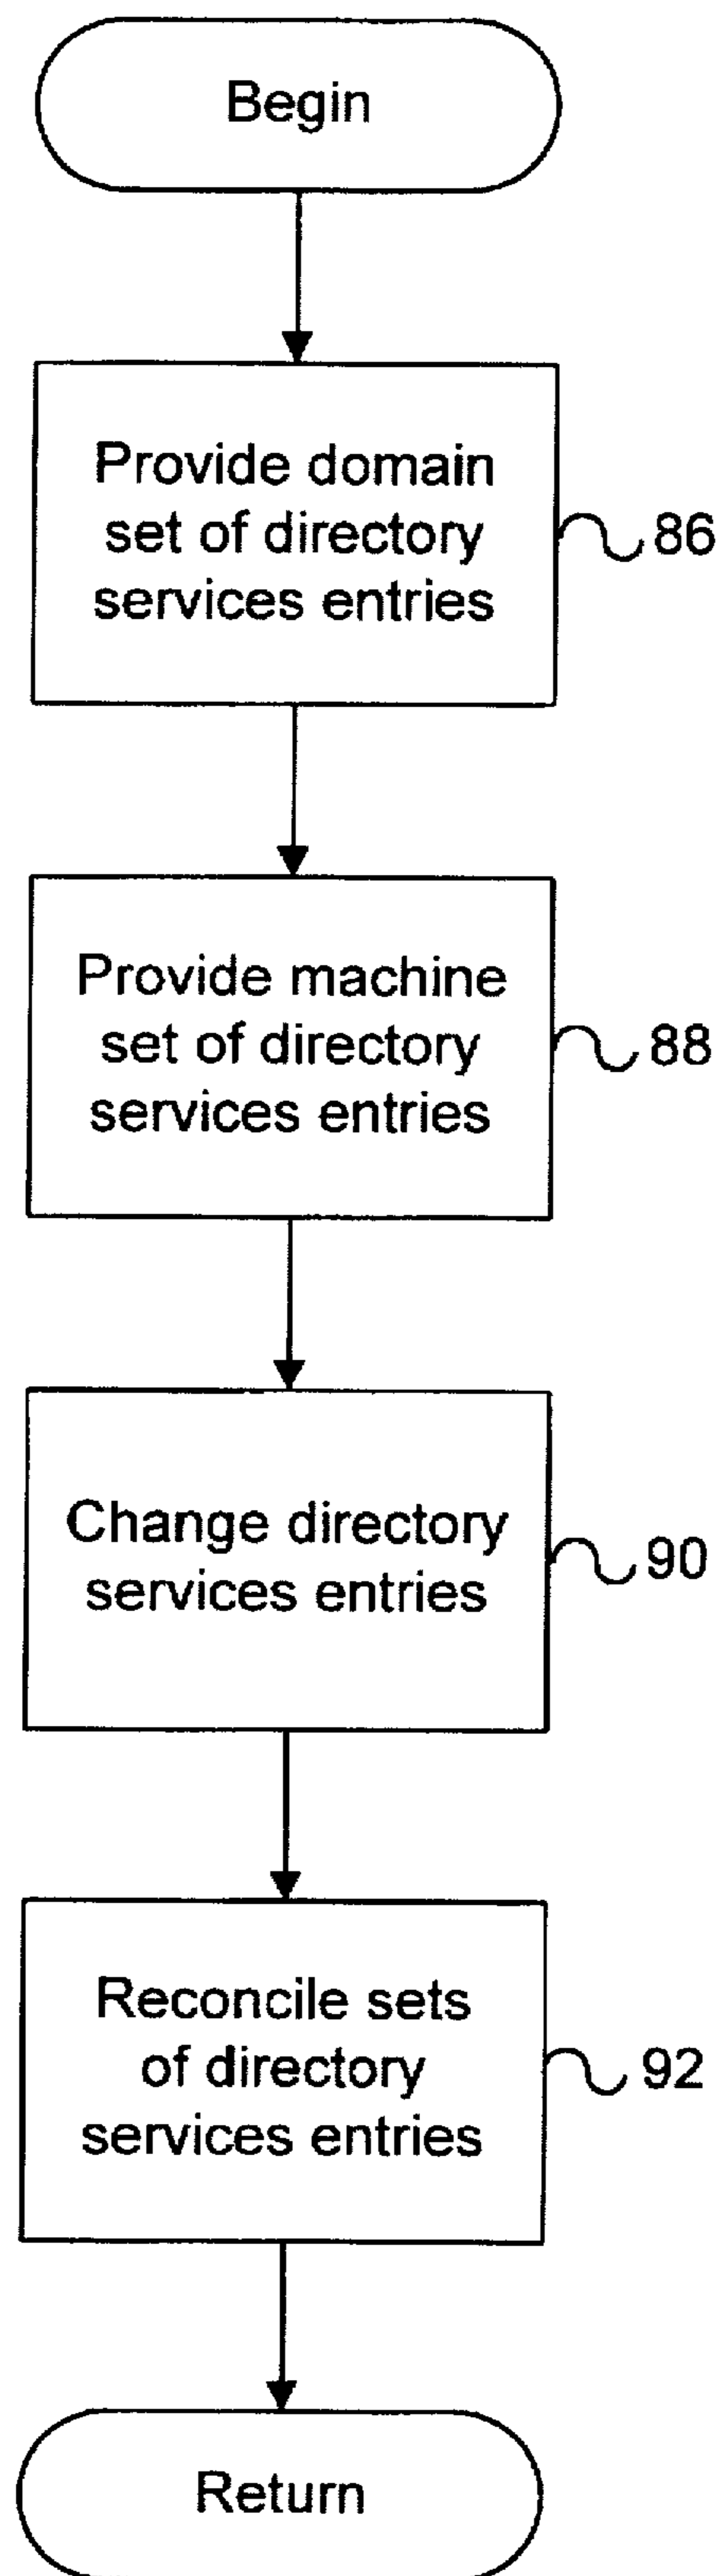 Begin
Provide domain
set of directory
services entries
86
Provide machine
set of directory
services entries
88
Change directory
services entries
90
Reconcile sets
of directory
services entries
92
Return